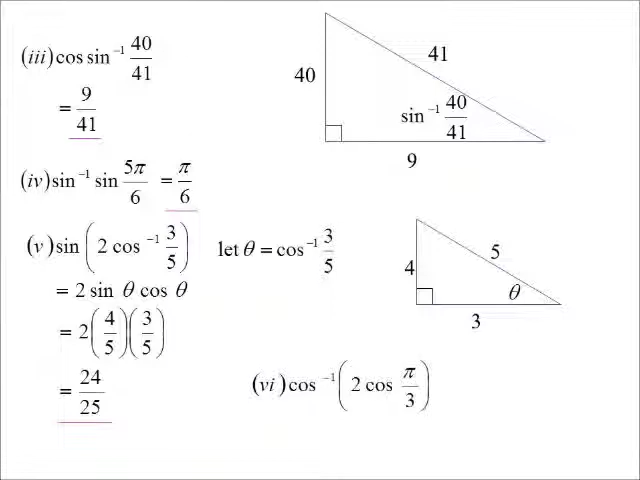 (iii) cos sin⁻¹ 40/41
= 9/41
40
41
sin⁻¹ 40/41
9
(iv) sin⁻¹ sin 5π/6 = π/6
(v) sin (2 cos⁻¹ 3/5) let θ = cos⁻¹ 3/5
= 2 sin θ cos θ
= 2(4/5)(3/5)
= 24/25
4
5
θ
3
(vi) cos⁻¹ (2 cos π/3)